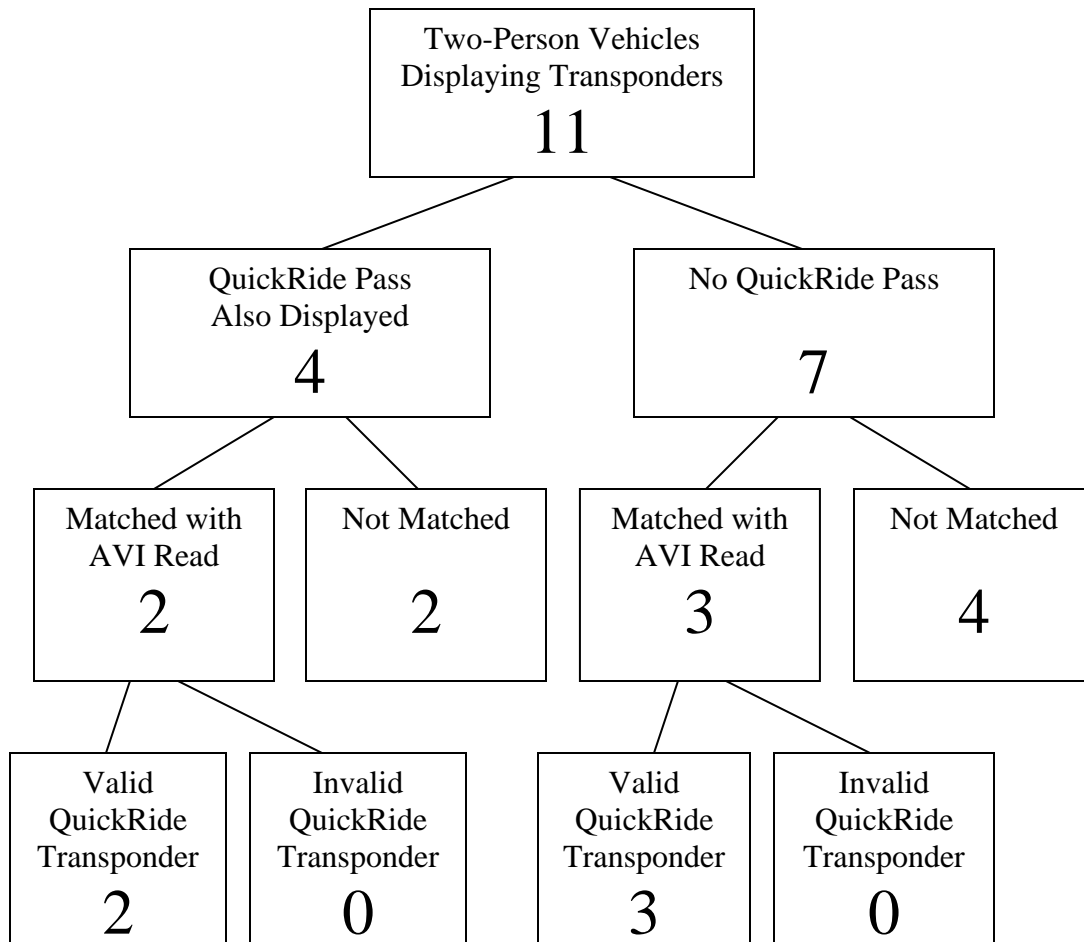 Two-Person Vehicles
Displaying Transponders
11
QuickRide Pass
Also Displayed
4
No QuickRide Pass
7
Matched with
AVI Read
2
Not Matched
2
Matched with
AVI Read
3
Not Matched
4
Valid
QuickRide
Transponder
2
Invalid
QuickRide
Transponder
0
Valid
QuickRide
Transponder
3
Invalid
QuickRide
Transponder
0